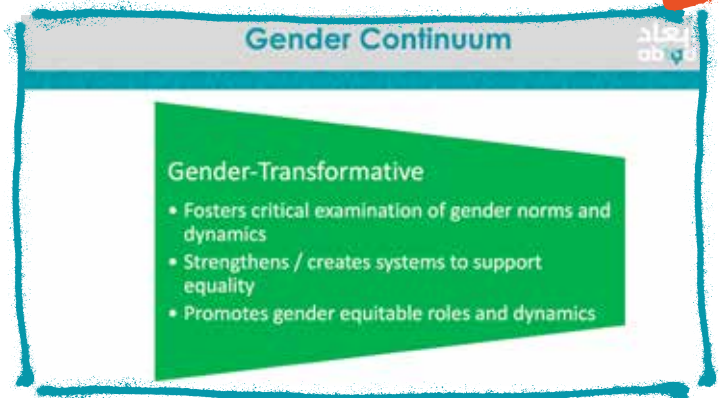 Gender Continuum
أبعاد
Gender-Transformative
• Fosters critical examination of gender norms and
dynamics
• Strengthens / creates systems to support
equality
• Promotes gender equitable roles and dynamics